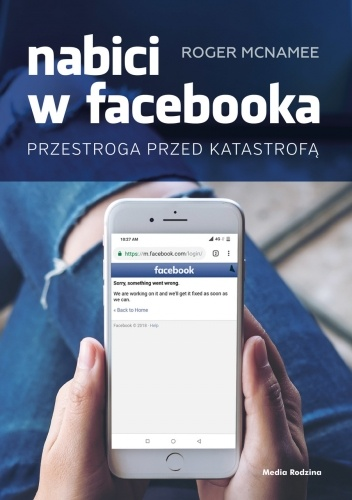 nabici
ROGER MCNAMEE
w facebooka
PRZESTROGA PRZED KATASTROFĄ
10:27 AM
4G
https://m.facebook.com/login/
facebook
Sorry, something went wrong.
We are working on it and we'll get it fixed as soon as
we can.
‹ Back to Home
Facebook © 2018 · Help
Media Rodzina